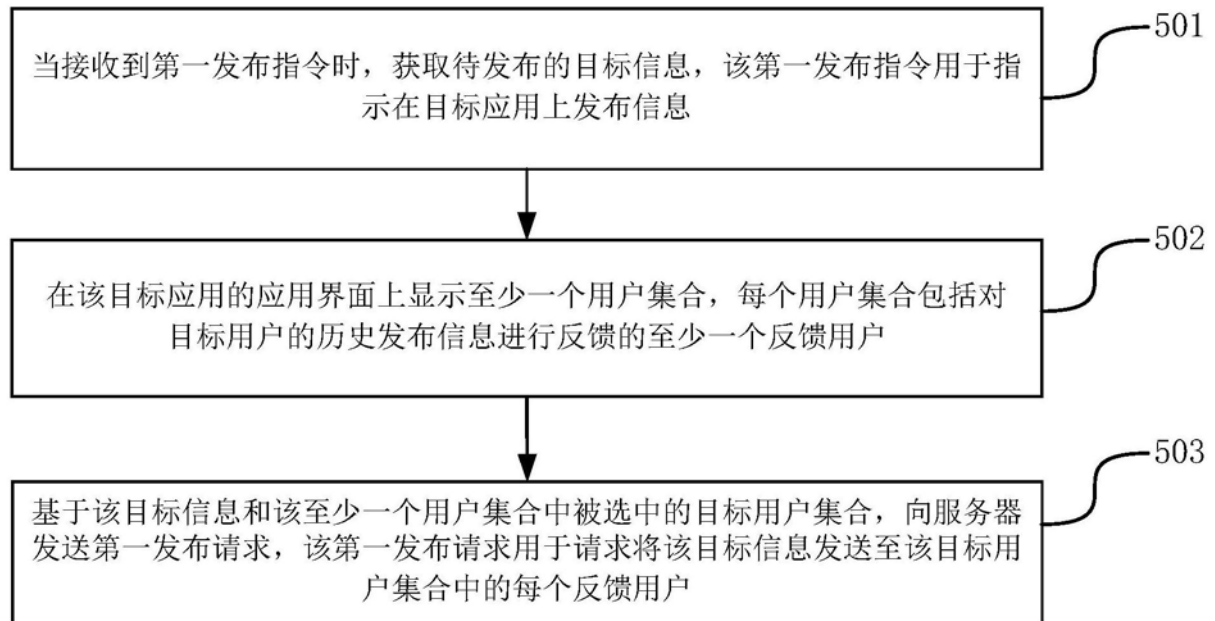 501
当接收到第一发布指令时，获取待发布的目标信息，该第一发布指令用于指
示在目标应用上发布信息
502
在该目标应用的应用界面上显示至少一个用户集合，每个用户集合包括对
目标用户的历史发布信息进行反馈的至少一个反馈用户
503
基于该目标信息和该至少一个用户集合中被选中的目标用户集合，向服务器
发送第一发布请求，该第一发布请求用于请求将该目标信息发送至该目标用
户集合中的每个反馈用户